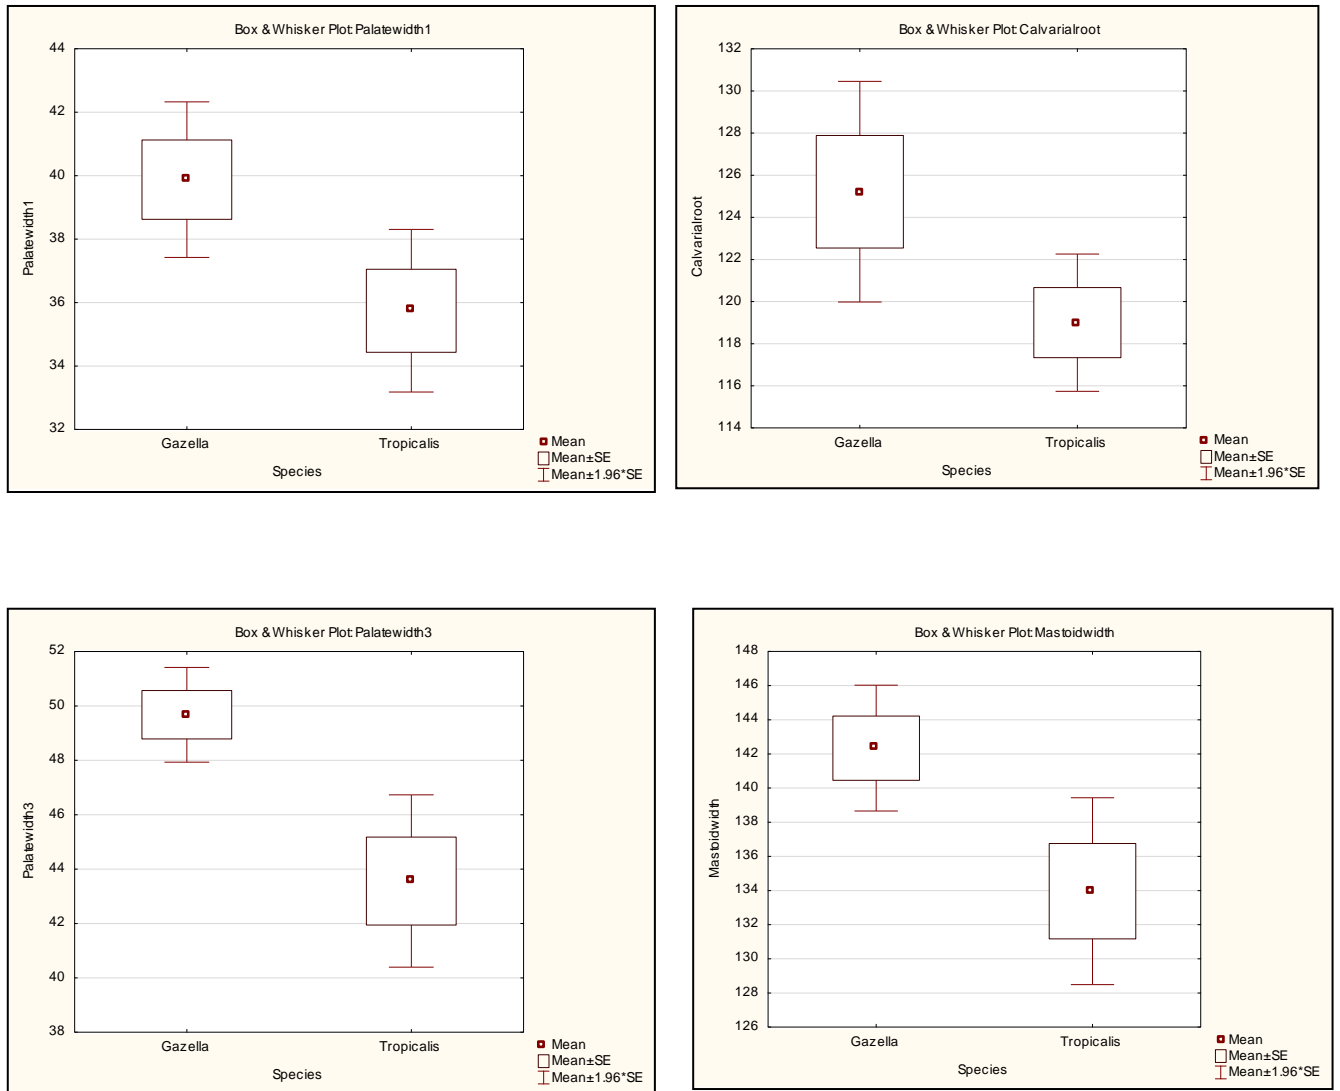 Box & Whisker Plot: Palatewidth1
44
42
40
38
36
34
32
Palatewidth1
Gazella
Tropicalis
Species
Mean
Mean±SE
Mean±1.96*SE
Box & Whisker Plot: Calvarialroot
132
130
128
126
125
122
120
118
116
114
Calvarialroot
Gazella
Tropicalis
Species
Mean
Mean±SE
Mean±1.96*SE
Box & Whisker Plot: Palatewidth3
52
50
48
46
44
42
40
38
Palatewidth3
Gazella
Tropicalis
Species
Mean
Mean±SE
Mean±1.96*SE
Box & Whisker Plot: Mastoidwidth
148
146
144
142
140
138
136
134
132
130
128
126
Mastoidwidth
Gazella
Tropicalis
Species
Mean
Mean±SE
Mean±1.96*SE